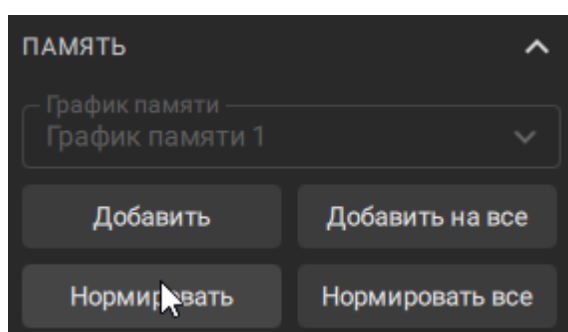 ПАМЯТЬ
График памяти
График памяти 1
Добавить
Добавить на все
Нормировать
Нормировать все